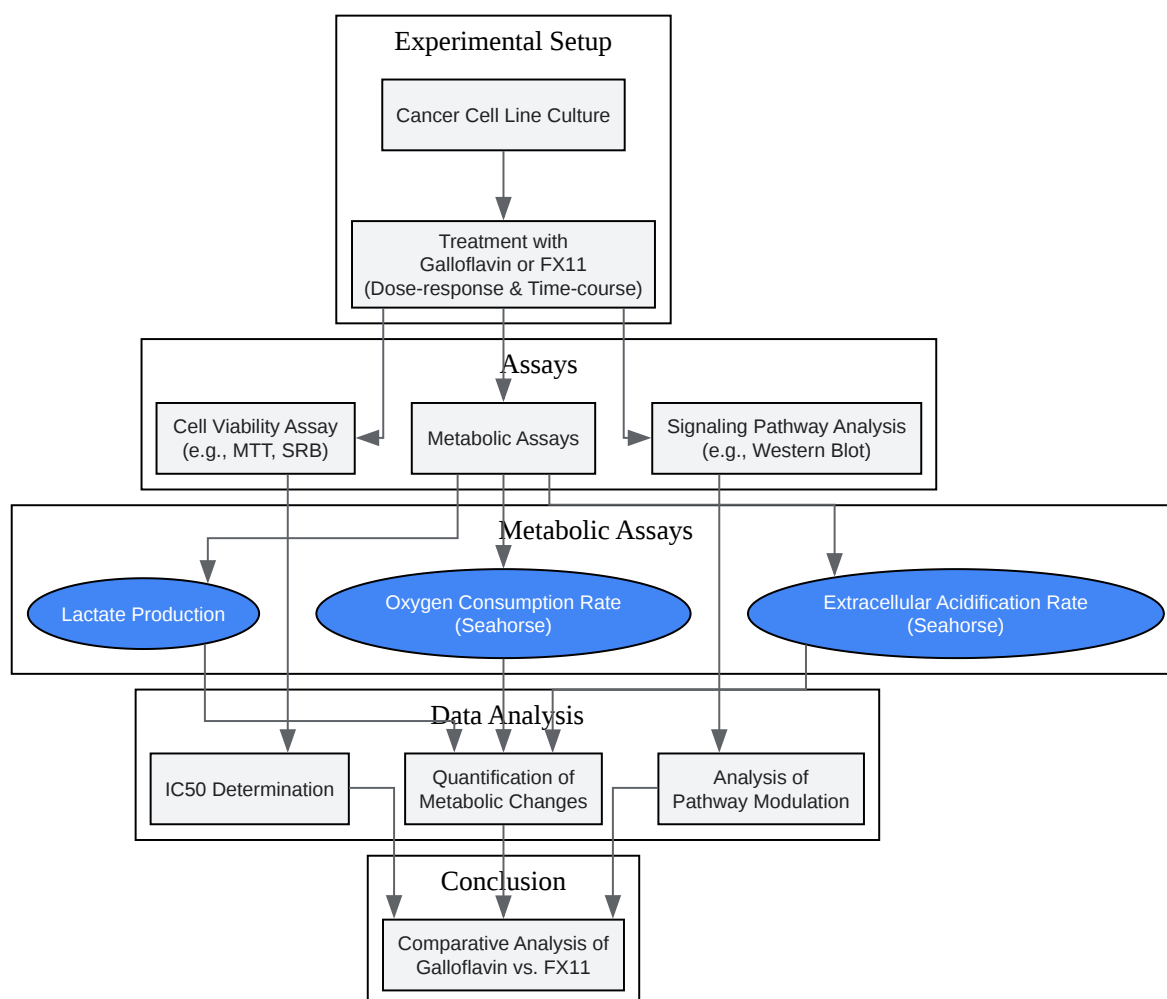 Experimental Setup
Cancer Cell Line Culture
Treatment with
Galloflavin or FX11
(Dose-response & Time-course)
Assays
Cell Viability Assay
(e.g., MTT, SRB)
Metabolic Assays
Signaling Pathway Analysis
(e.g., Western Blot)
Metabolic Assays
Lactate Production
Oxygen Consumption Rate
(Seahorse)
Extracellular Acidification Rate
(Seahorse)
Data Analysis
IC50 Determination
Quantification of
Metabolic Changes
Analysis of
Pathway Modulation
Conclusion
Comparative Analysis of
Galloflavin vs. FX11